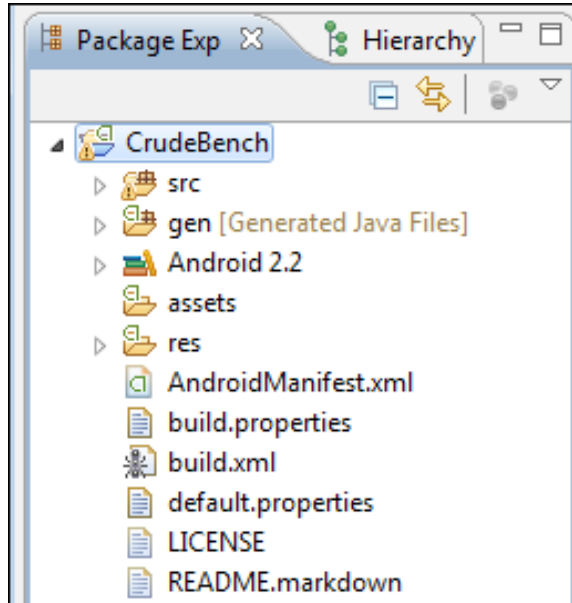 Package Exp Hierarchy
CrudeBench
src
gen [Generated Java Files]
Android 2.2
assets
res
AndroidManifest.xml
build.properties
build.xml
default.properties
LICENSE
README.markdown